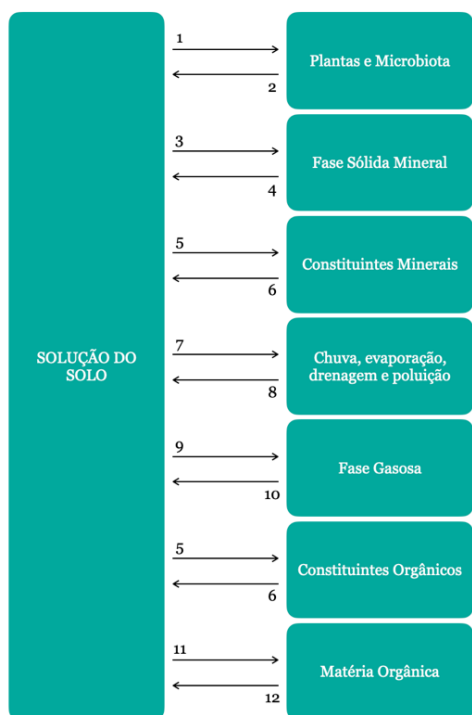 1
Plantas e Microbiota
2
3
Fase Sólida Mineral
4
5
Constituintes Minerais
6
SOLUÇÃO DO
SOLO
7
Chuva, evaporação,
drenagem e poluição
8
9
Fase Gasosa
10
5
Constituintes Orgânicos
6
11
Matéria Orgânica
12